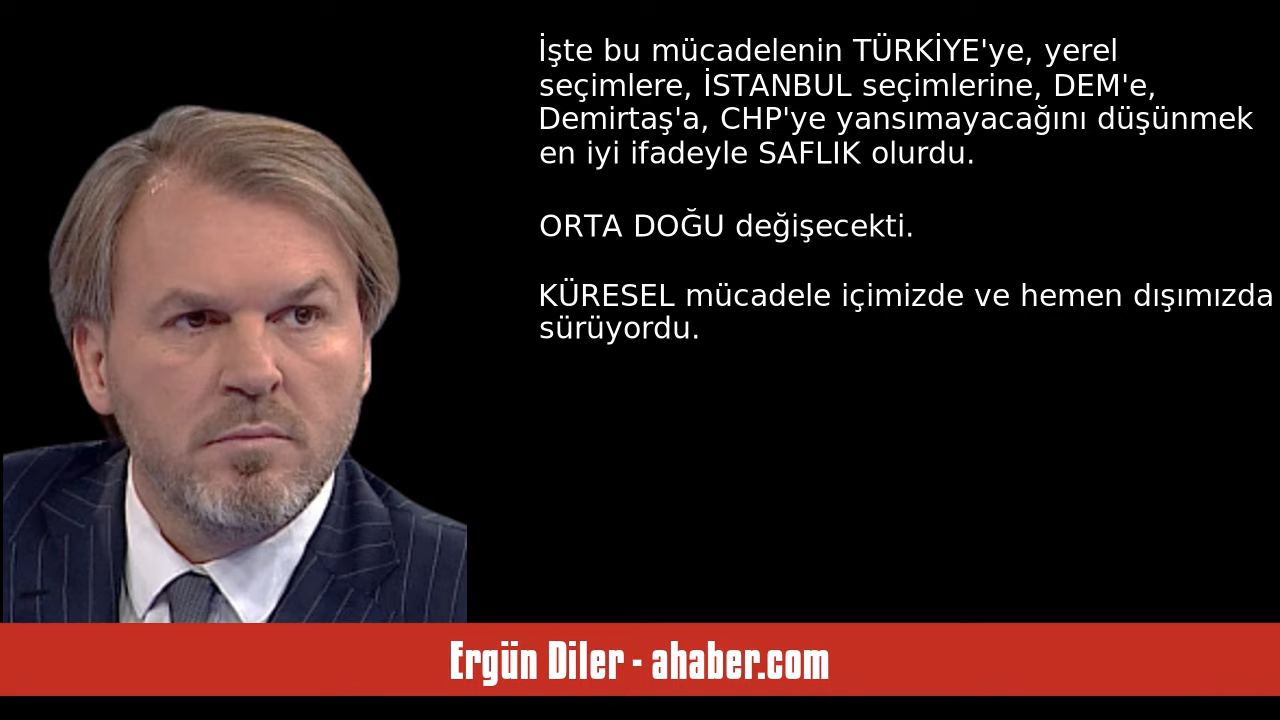 İşte bu mücadelenin TÜRKİYE'ye, yerel
seçimlere, İSTANBUL seçimlerine, DEM'e,
Demirtaş'a, CHP'ye yansımayacağını düşünmek
en iyi ifadeyle SAFLIK olurdu.
ORTA DOĞU değişecekti.
KÜRESEL mücadele içimizde ve hemen dışımızda
sürüyordu.
Ergün Diler - ahaber.com